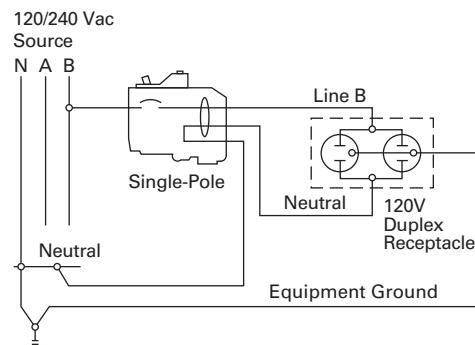 120/240 Vac
Source
N A B
Line B
Single-Pole
Neutral
120V
Duplex
Receptacle
Neutral
Equipment Ground